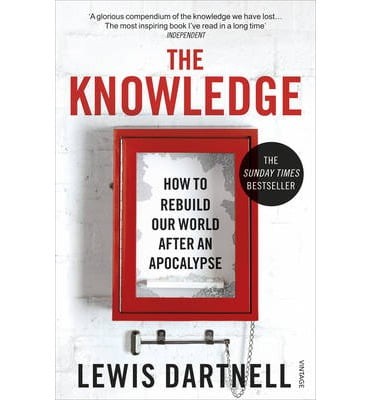 'A glorious compendium of the knowledge we have lost...
The most inspiring book I've read in a long time'
INDEPENDENT
THE
KNOWLEDGE
THE
SUNDAY TIMES
BESTSELLER
HOW TO
REBUILD
OUR WORLD
AFTER AN
APOCALYPSE
LEWIS DARTNELL
VINTAGE